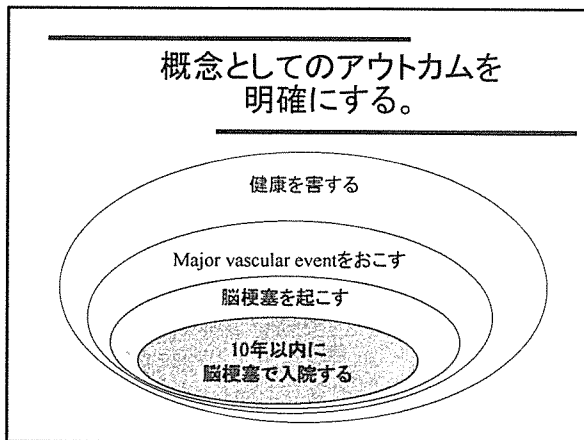 概念としてのアウトカムを
明確にする。
健康を害する
Major vascular eventをおこす
脳梗塞を起こす
10年以内に
脳梗塞で入院する